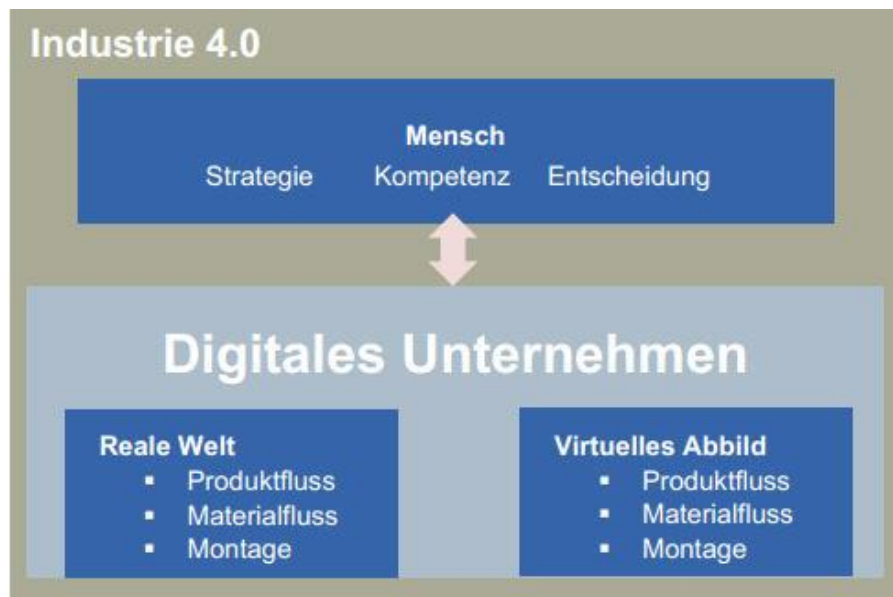 Industrie 4.0
Mensch
Strategie Kompetenz Entscheidung
Digitales Unternehmen
Reale Welt
▪ Produktfluss
▪ Materialfluss
▪ Montage
Virtuelles Abbild
▪ Produktfluss
▪ Materialfluss
▪ Montage